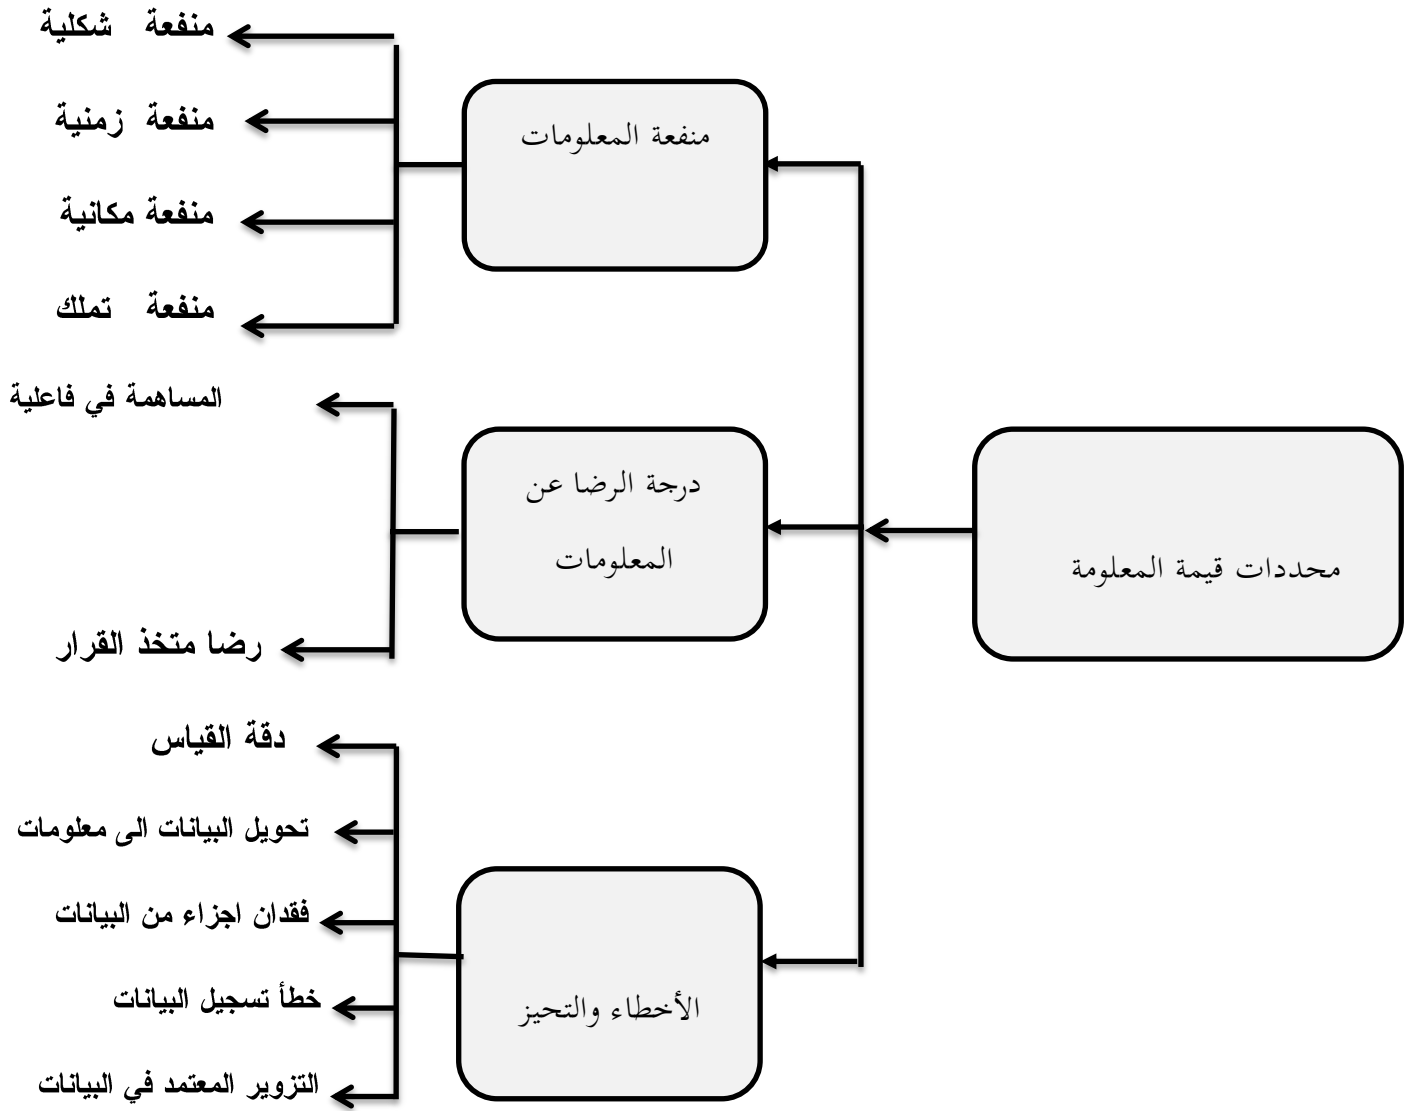 محددات قيمة المعلومة
منفعة المعلومات
منفعة شكلية
منفعة زمنية
منفعة مكانية
منفعة تملك
درجة الرضا عن
المعلومات
المساهمة في فاعلية
رضا متخذ القرار
الأخطاء والتحيز
دقة القياس
تحويل البيانات الى معلومات
فقدان اجزاء من البيانات
خطأ تسجيل البيانات
التزوير المعتمد في البيانات